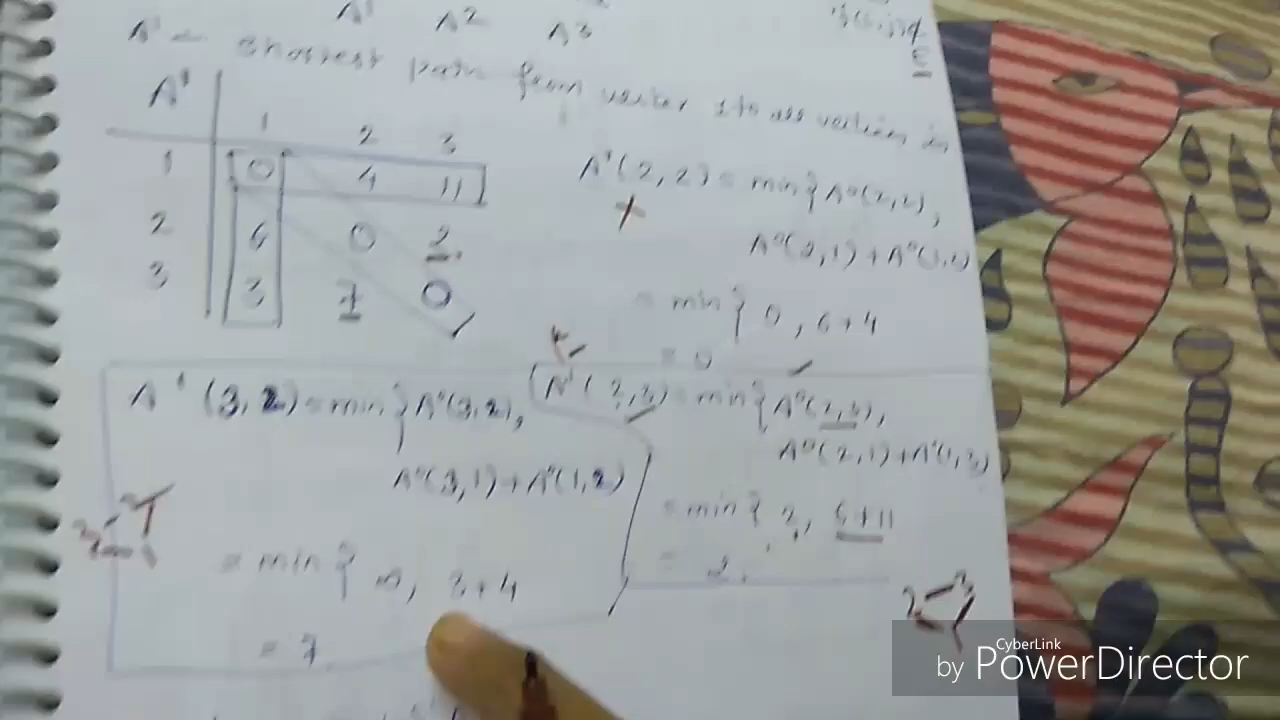 A¹ A² A³
A¹ – shortest path from vertex 1 to all vertices in
A¹
1 2 3
1 0 4 11
2 6 0 2
3 3 7 0
A¹(2,2) = min{A⁰(2,2),
A⁰(2,1)+A⁰(1,2)
= min{ 0, 6+4
= 0
A¹(3,2) = min{A⁰(3,2),
A⁰(3,1)+A⁰(1,2)
= min{ ∞, 3+4
= 7
A¹(2,3) = min{A⁰(2,3),
A⁰(2,1)+A⁰(1,3)
= min{ 2, 6+11
= 2
2 3
1
CyberLink
by PowerDirector